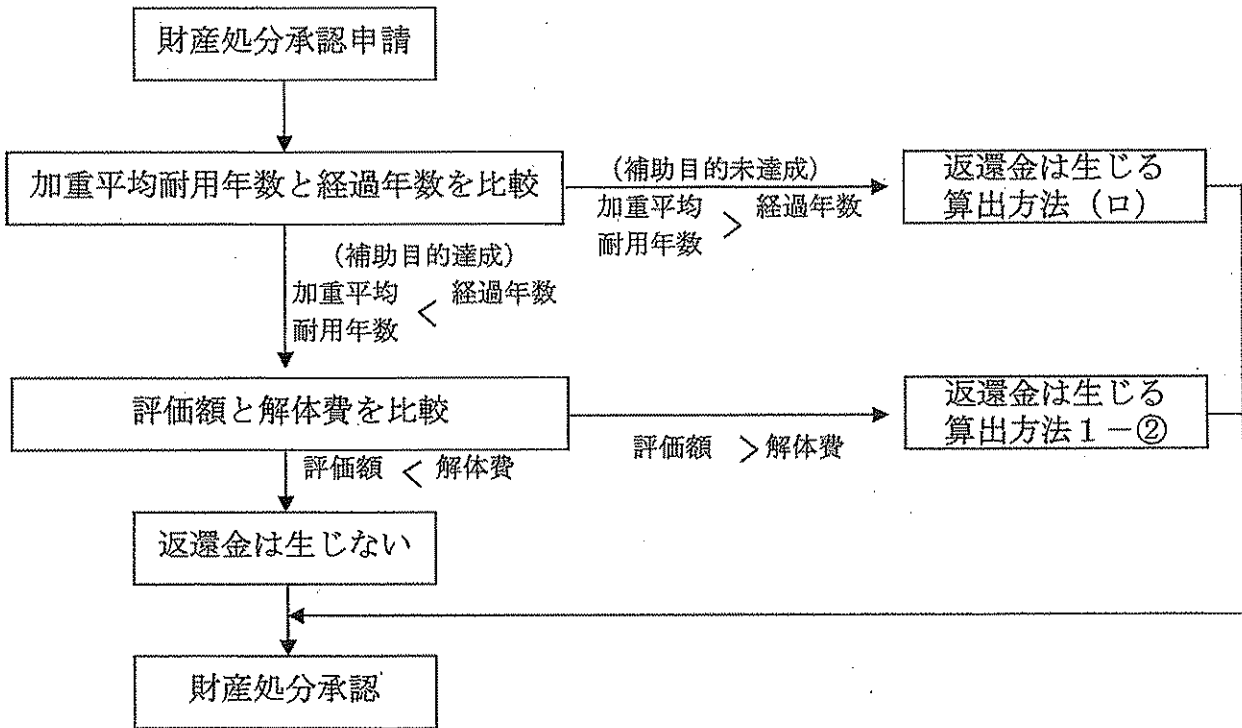 財産処分承認申請
加重平均耐用年数と経過年数を比較
(補助目的未達成)
加重平均 > 経過年数
耐用年数
返還金は生じる
算出方法（ロ）
(補助目的達成)
加重平均 < 経過年数
耐用年数
評価額と解体費を比較
評価額 > 解体費
返還金は生じる
算出方法１－②
評価額 < 解体費
返還金は生じない
財産処分承認